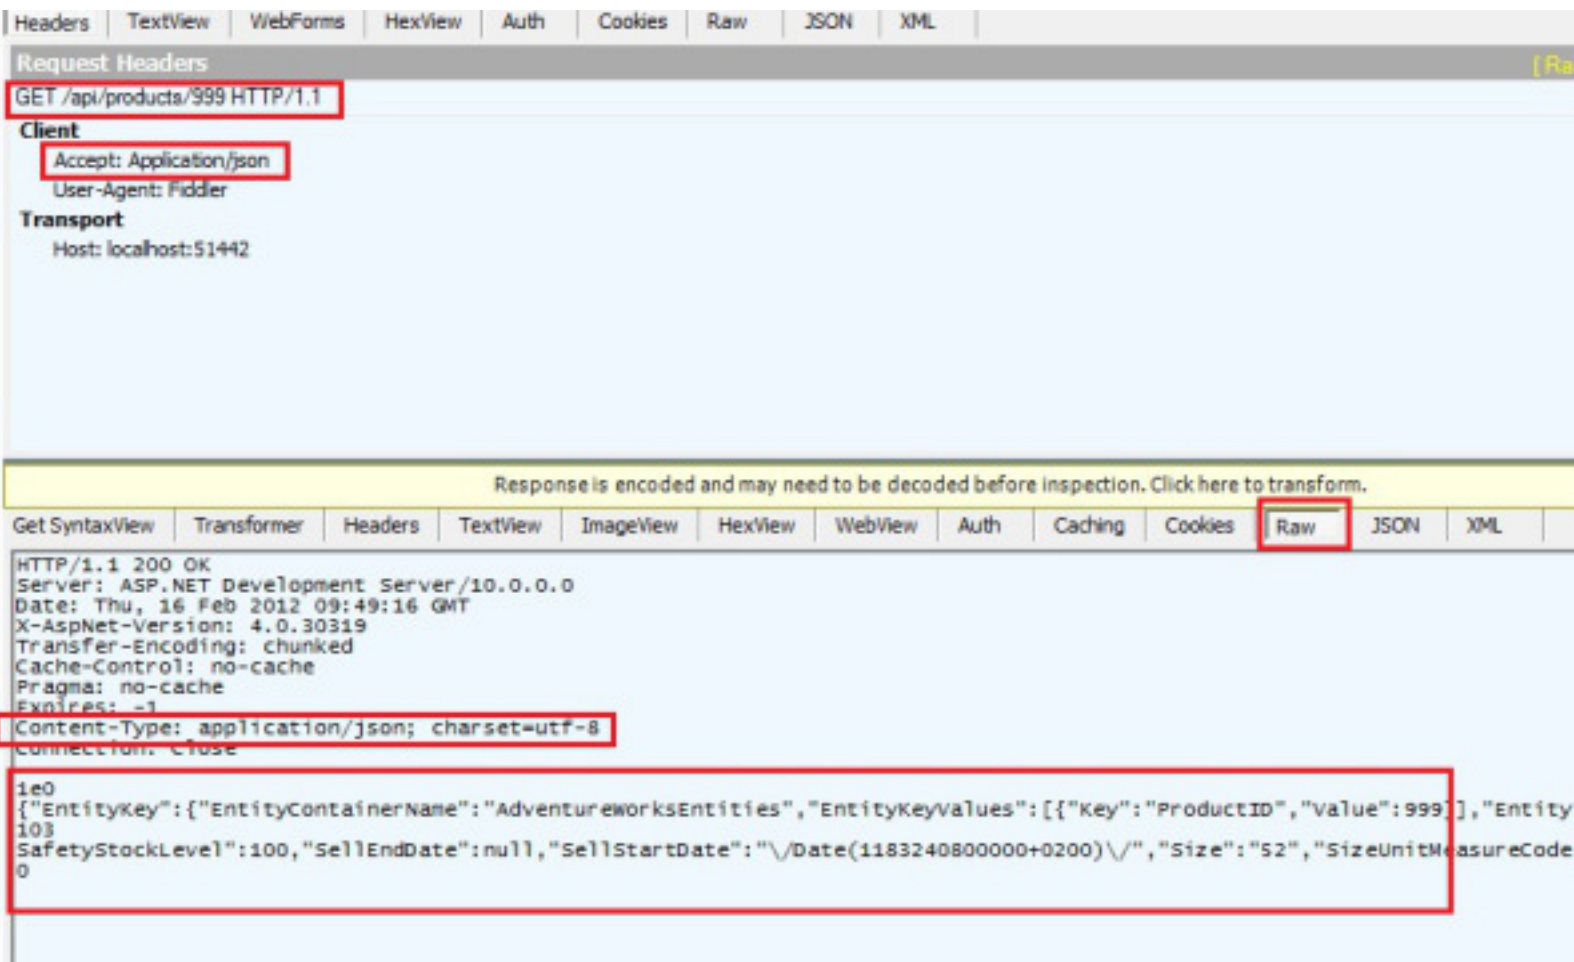 Headers TextView WebForms HexView Auth Cookies Raw JSON XML
Request Headers [ Ra
GET /api/products/999 HTTP/1.1
Client
Accept: Application/json
User-Agent: Fiddler
Transport
Host: localhost:51442
Response is encoded and may need to be decoded before inspection. Click here to transform.
Get SyntaxView Transformer Headers TextView ImageView HexView WebView Auth Caching Cookies Raw JSON XML
HTTP/1.1 200 OK
Server: ASP.NET Development Server/10.0.0.0
Date: Thu, 16 Feb 2012 09:49:16 GMT
X-AspNet-Version: 4.0.30319
Transfer-Encoding: chunked
Cache-Control: no-cache
Pragma: no-cache
Expires: -1
Content-Type: application/json; charset=utf-8
Connection: Close
1e0
{"EntityKey":{"EntityContainerName":"AdventureWorksEntities","EntityKeyValues":[{"Key":"ProductID","Value":999}],"Entity
103
SafetyStockLevel":100,"SellEndDate":null,"SellStartDate":"\/Date(1183240800000+0200)\/","Size":"52","SizeUnitMeasureCode
0